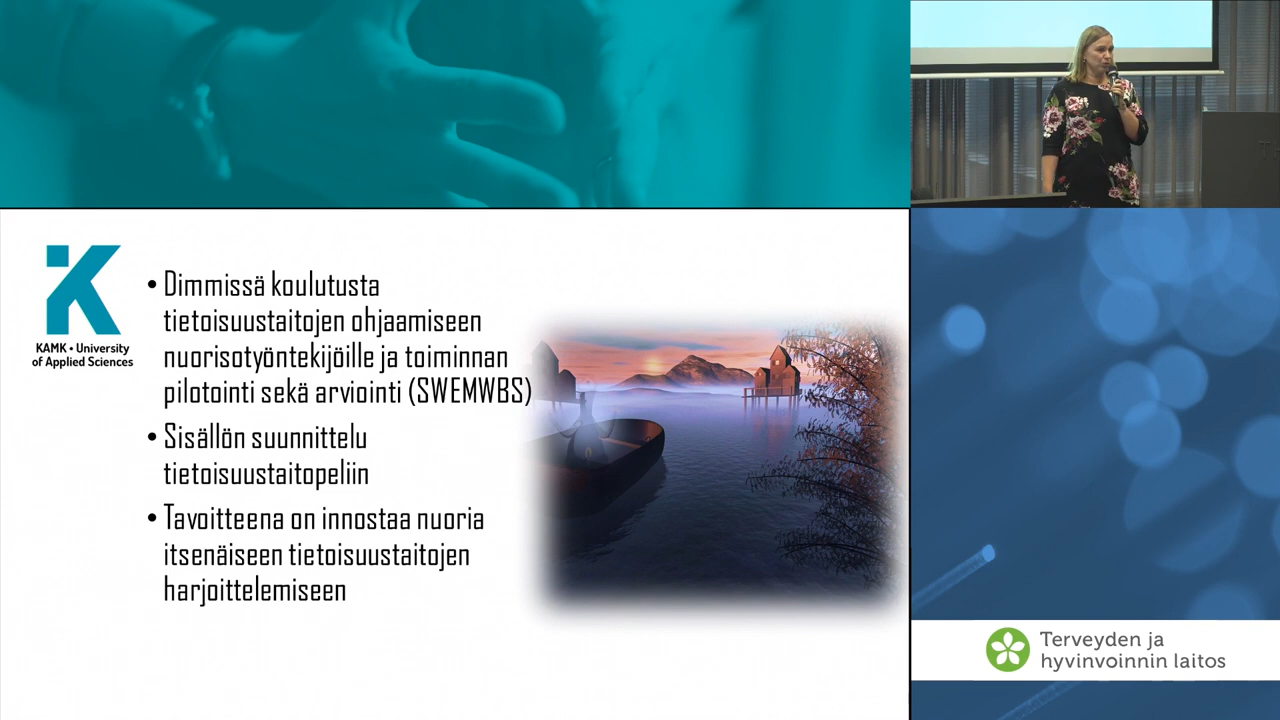 KAMK • University
of Applied Sciences
• Dimmissä koulutusta
tietoisuustaitojen ohjaamiseen
nuorisotyöntekijöille ja toiminnan
pilotointi sekä arviointi (SWEMWBS)
• Sisällön suunnittelu
tietoisuustaitopeliin
• Tavoitteena on innostaa nuoria
itsenäiseen tietoisuustaitojen
harjoittelemiseen
Terveyden ja
hyvinvoinnin laitos